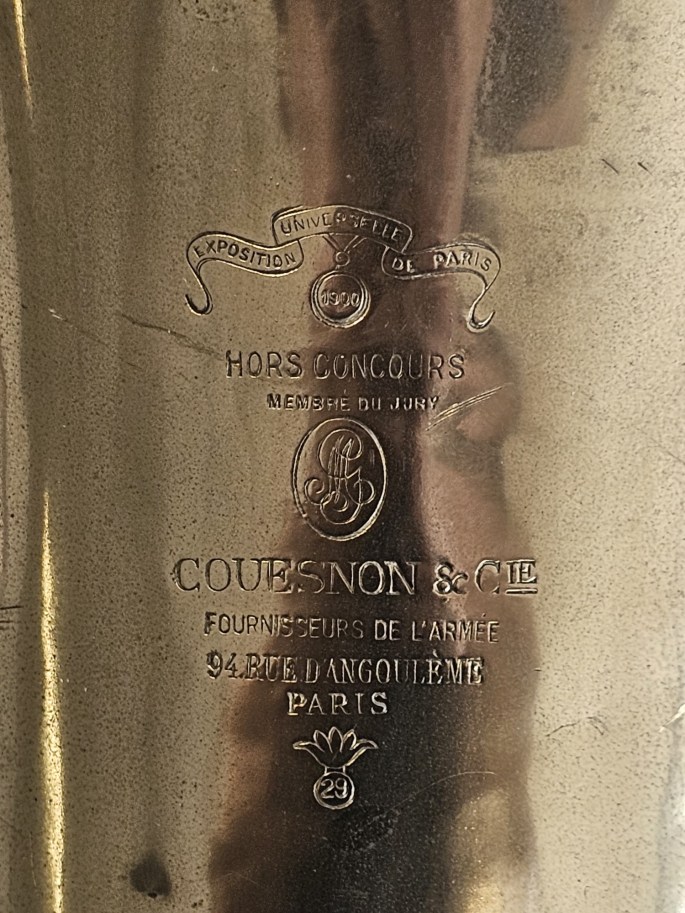 EXPOSITION UNIVERSELLE DE PARIS
1900
HORS CONCOURS
MEMBRE DU JURY
COUESNON & CIE
FOURNISSEURS DE L'ARMÉE
94.RUE D'ANGOULÊME
PARIS
29